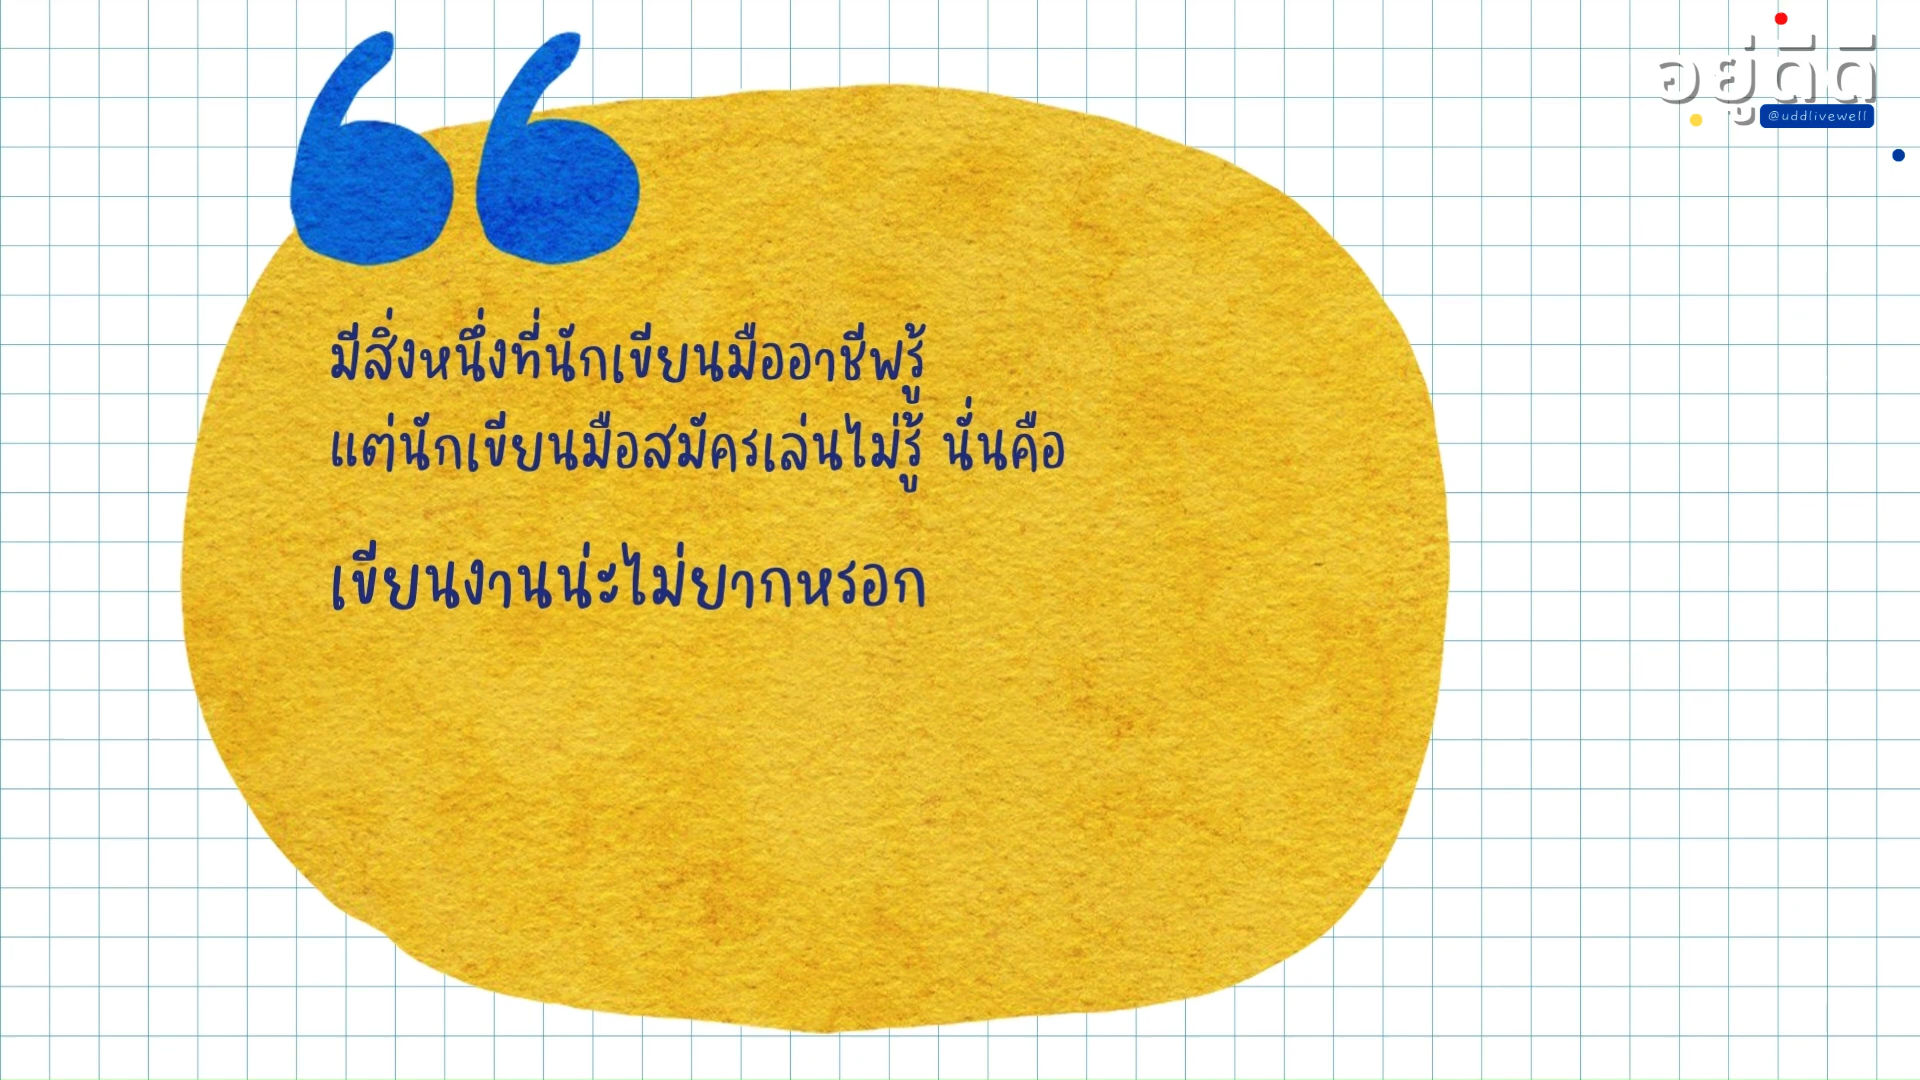 อยู่ดีดี
@uddlivewell
มีสิ่งหนึ่งที่นักเขียนมืออาชีพรู้
แต่นักเขียนมือสมัครเล่นไม่รู้ นั่นคือ
เขียนงานน่ะไม่ยากหรอก